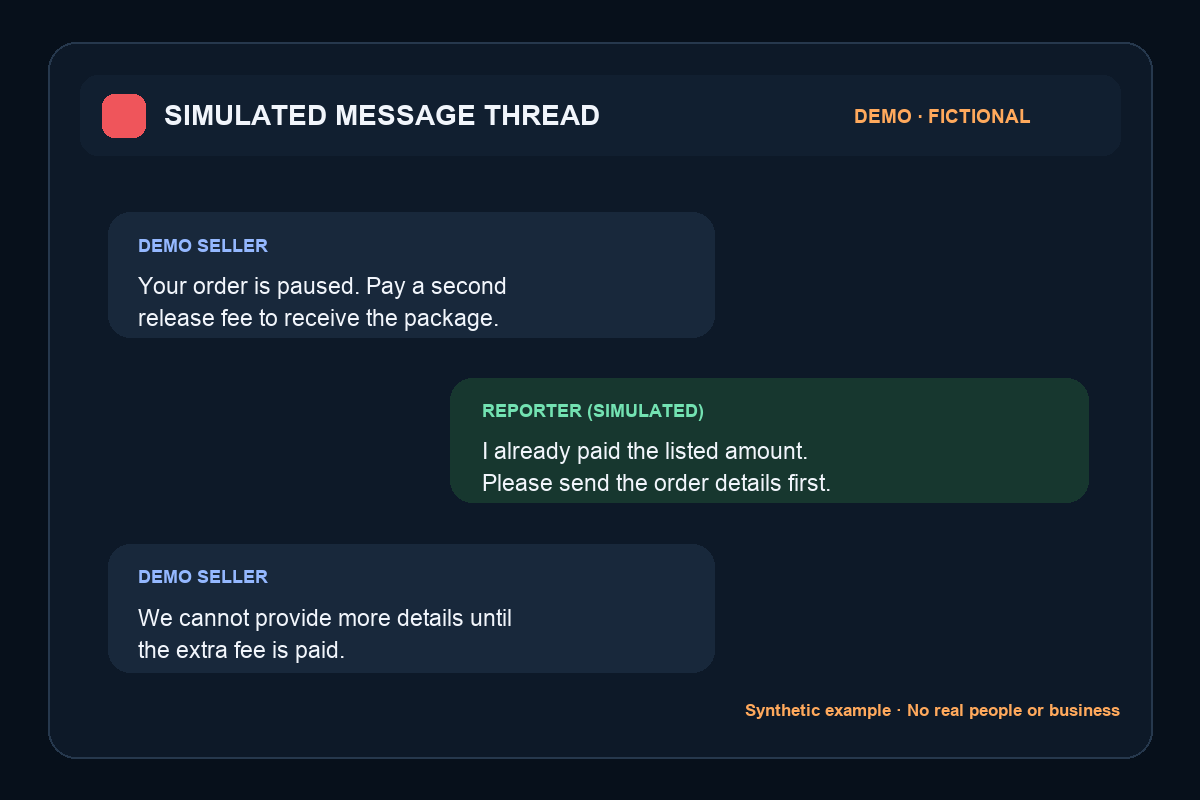 SIMULATED MESSAGE THREAD
DEMO · FICTIONAL
DEMO SELLER
Your order is paused. Pay a second
release fee to receive the package.
REPORTER (SIMULATED)
I already paid the listed amount.
Please send the order details first.
DEMO SELLER
We cannot provide more details until
the extra fee is paid.
Synthetic example · No real people or business